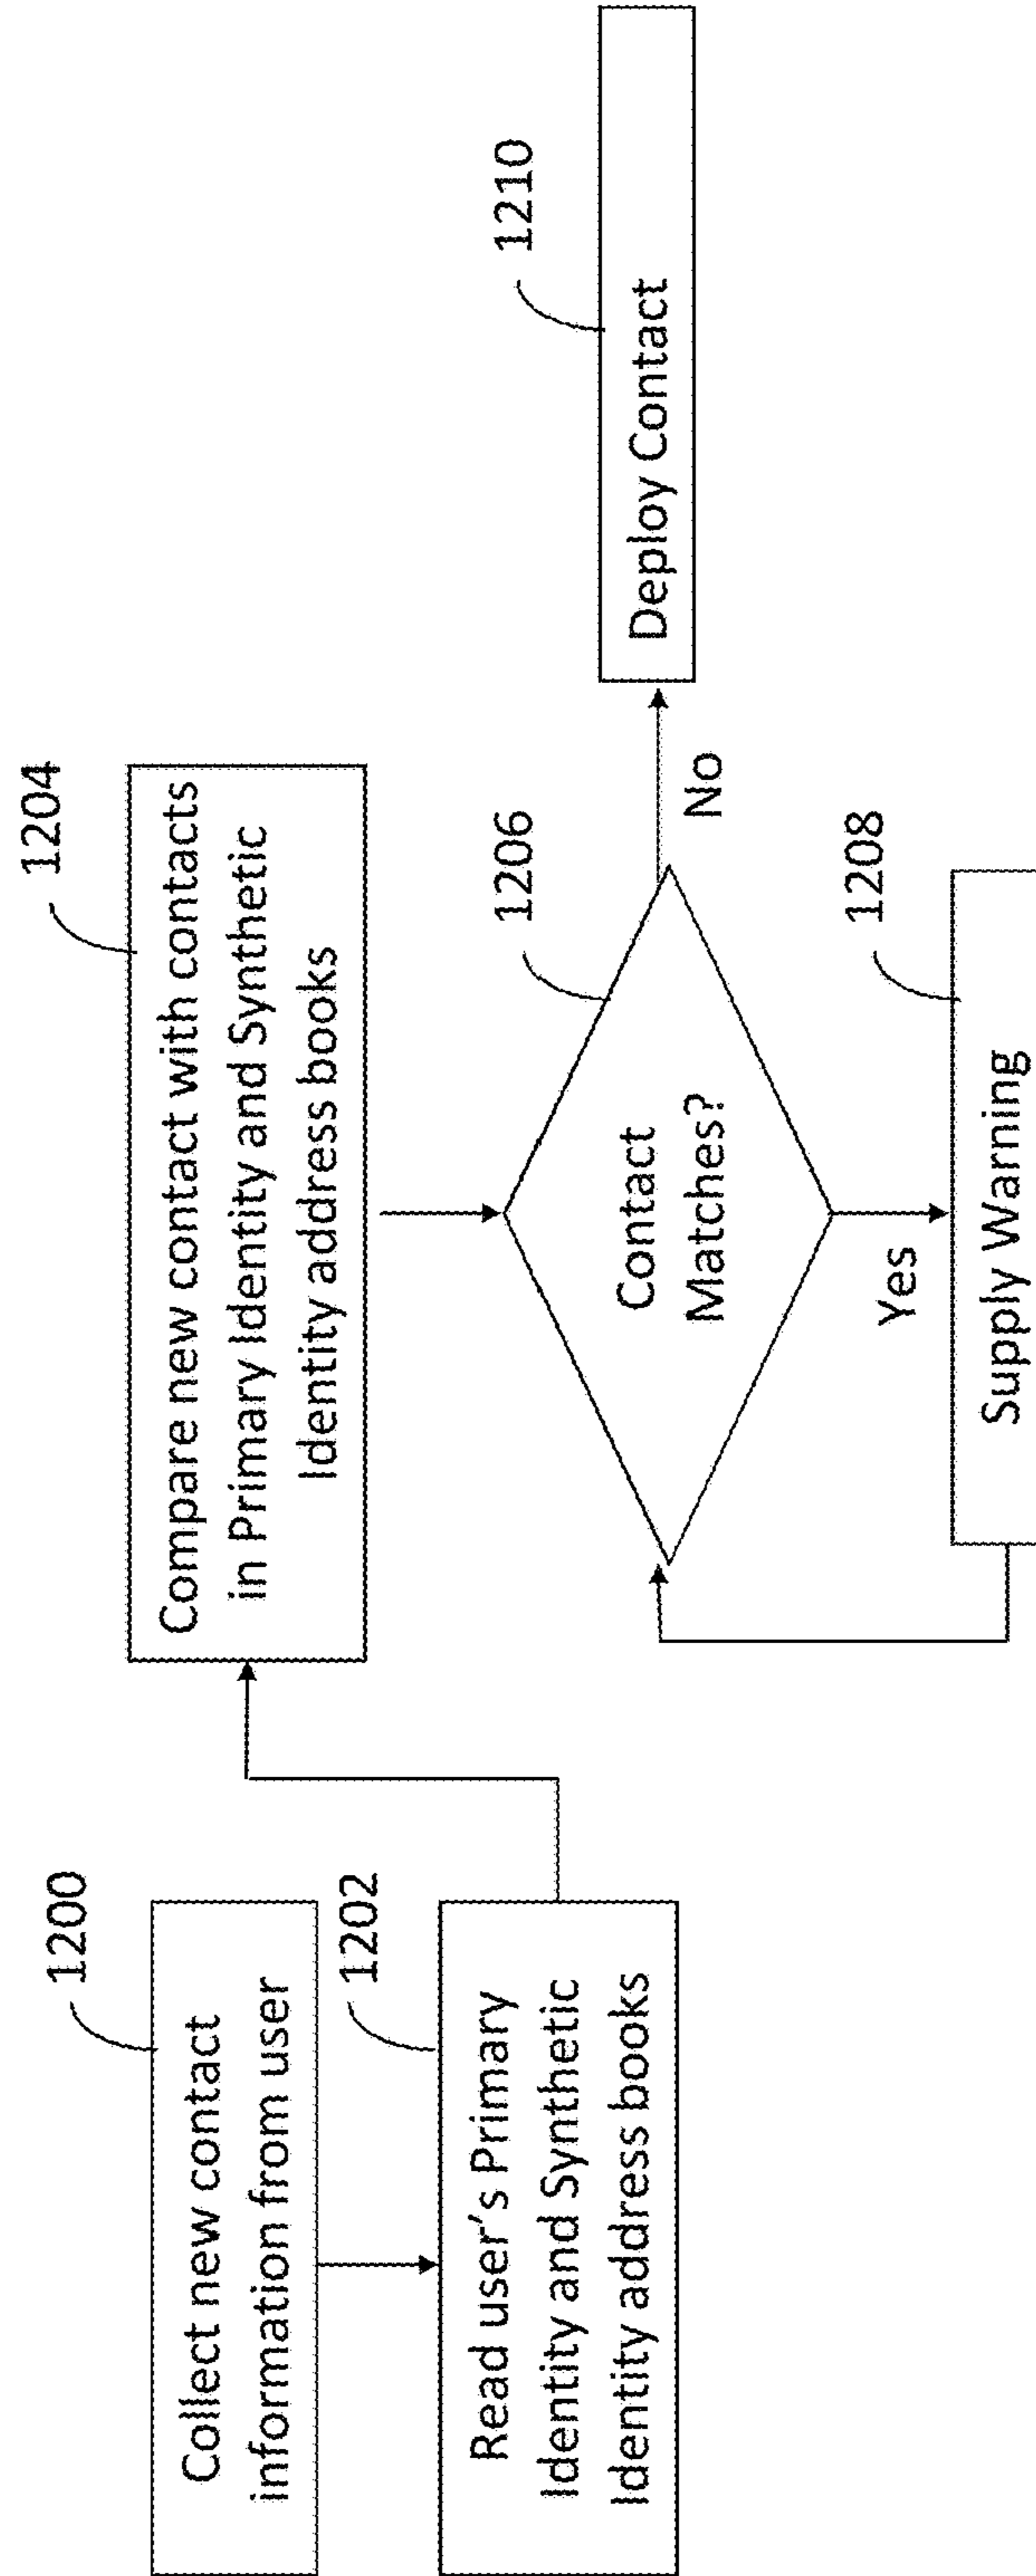 1200
Collect new contact
information from user
1202
Read user's Primary
Identity and Synthetic
Identity address books
1204
Compare new contact with contacts
in Primary Identity and Synthetic
Identity address books
1206
Contact
Matches?
No
Yes
1208
Supply Warning
1210
Deploy Contact